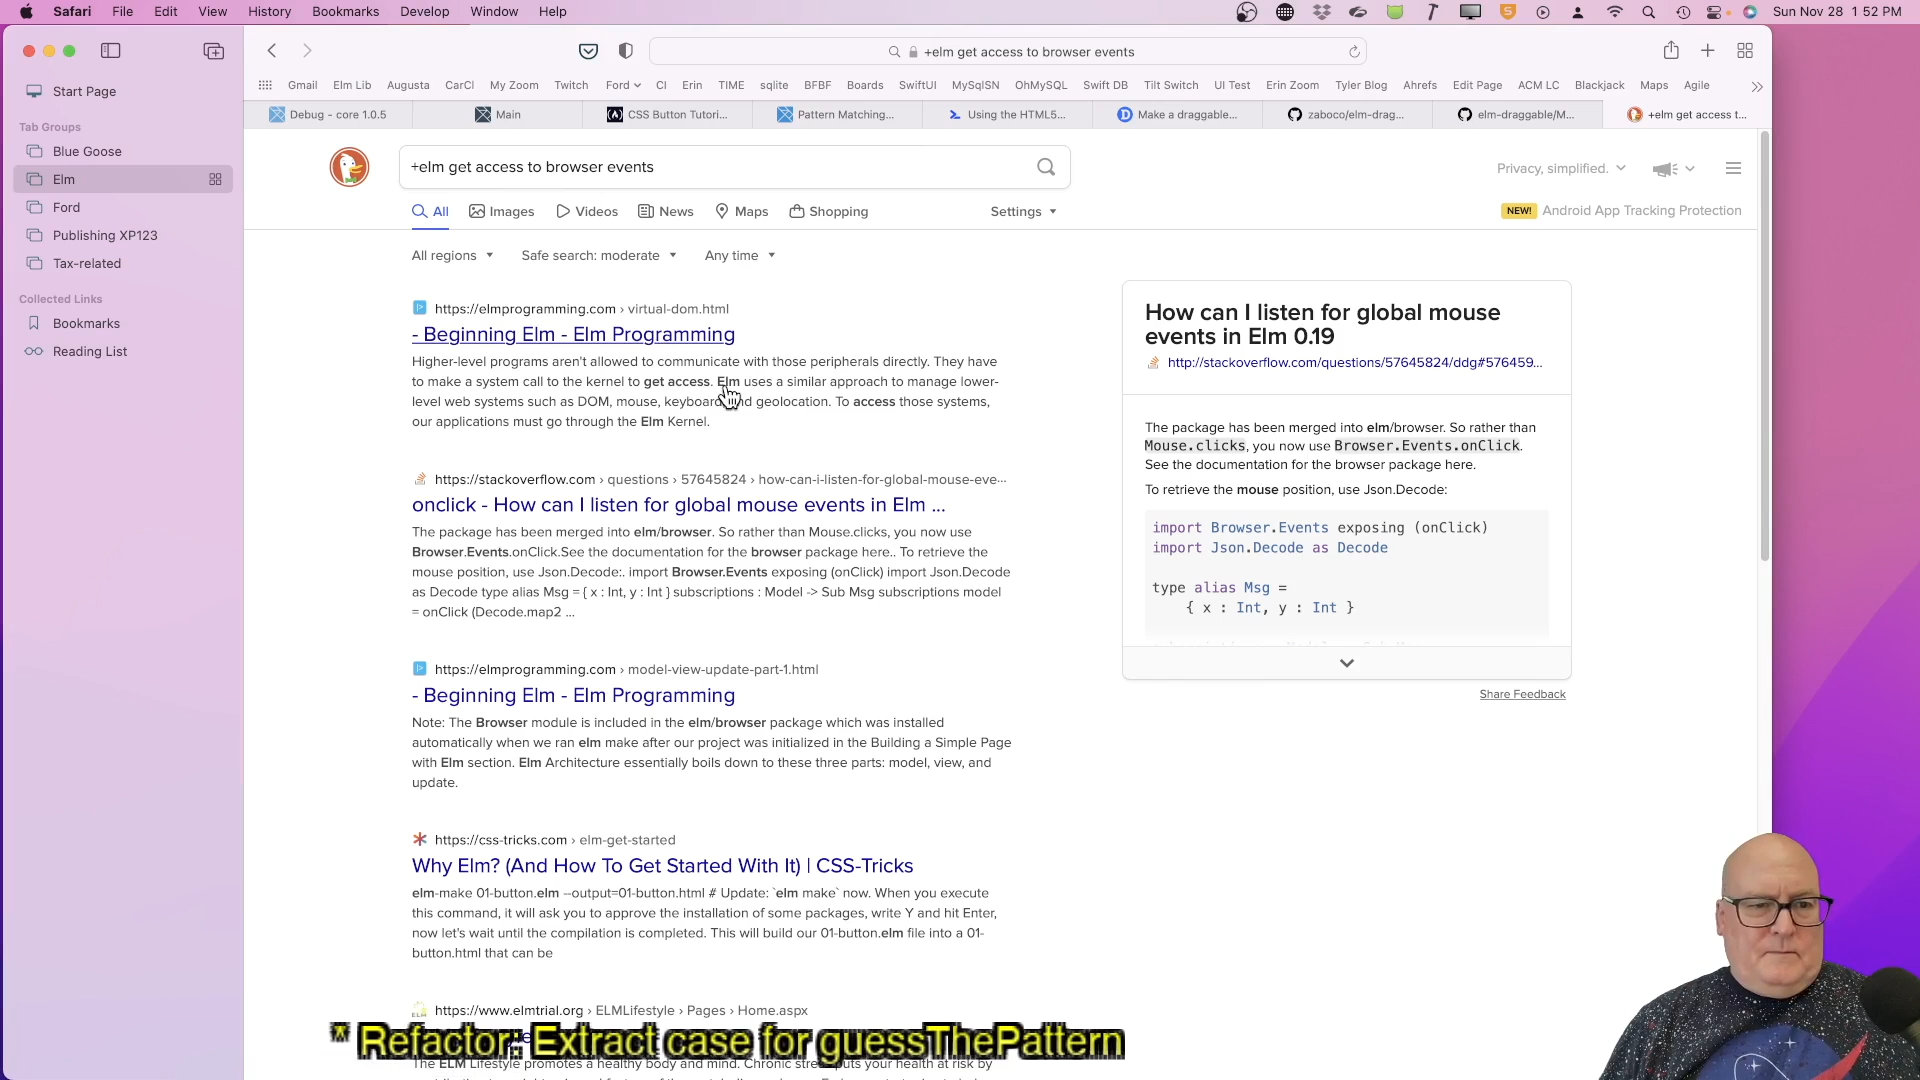 Safari File Edit View History Bookmarks Develop Window Help
Sun Nov 28 1:52 PM
+elm get access to browser events
Start Page
Tab Groups
Blue Goose
Elm
Ford
Publishing XP123
Tax-related
Collected Links
Bookmarks
Reading List
Gmail Elm Lib Augusta CarCl My Zoom Twitch Ford CI Erin TIME sqlite BFBF Boards SwiftUI MySqlSN OhMySQL Swift DB Tilt Switch UI Test Erin Zoom Tyler Blog Ahrefs Edit Page ACM LC Blackjack Maps Agile
Debug - core 1.0.5 Main CSS Button Tutori... Pattern Matching... Using the HTML5... Make a draggable... zaboco/elm-drag... elm-draggable/M... +elm get access t...
+elm get access to browser events
Privacy, simplified.
All Images Videos News Maps Shopping Settings
NEW! Android App Tracking Protection
All regions Safe search: moderate Any time
https://elmprogramming.com › virtual-dom.html
- Beginning Elm - Elm Programming
Higher-level programs aren't allowed to communicate with those peripherals directly. They have
to make a system call to the kernel to get access. Elm uses a similar approach to manage lower-
level web systems such as DOM, mouse, keyboard and geolocation. To access those systems,
our applications must go through the Elm Kernel.
https://stackoverflow.com › questions › 57645824 › how-can-i-listen-for-global-mouse-eve...
onclick - How can I listen for global mouse events in Elm ...
The package has been merged into elm/browser. So rather than Mouse.clicks, you now use
Browser.Events.onClick.See the documentation for the browser package here.. To retrieve the
mouse position, use Json.Decode:. import Browser.Events exposing (onClick) import Json.Decode
as Decode type alias Msg = { x : Int, y : Int } subscriptions : Model -> Sub Msg subscriptions model
= onClick (Decode.map2 ...
https://elmprogramming.com › model-view-update-part-1.html
- Beginning Elm - Elm Programming
Note: The Browser module is included in the elm/browser package which was installed
automatically when we ran elm make after our project was initialized in the Building a Simple Page
with Elm section. Elm Architecture essentially boils down to these three parts: model, view, and
update.
https://css-tricks.com › elm-get-started
Why Elm? (And How To Get Started With It) | CSS-Tricks
elm-make 01-button.elm --output=01-button.html # Update: `elm make` now. When you execute
this command, it will ask you to approve the installation of some packages, write Y and hit Enter,
now let's wait until the compilation is completed. This will build our 01-button.elm file into a 01-
button.html that can be
https://www.elmtrial.org › ELMLifestyle › Pages › Home.aspx
The ELM Lifestyle promotes a healthy body and mind. Chronic stress puts your health at risk by
How can I listen for global mouse
events in Elm 0.19
http://stackoverflow.com/questions/57645824/ddg#576459...
The package has been merged into elm/browser. So rather than
Mouse.clicks, you now use Browser.Events.onClick.
See the documentation for the browser package here.
To retrieve the mouse position, use Json.Decode:
import Browser.Events exposing (onClick)
import Json.Decode as Decode
type alias Msg =
{ x : Int, y : Int }
Share Feedback
* Refactor: Extract case for guessThePattern